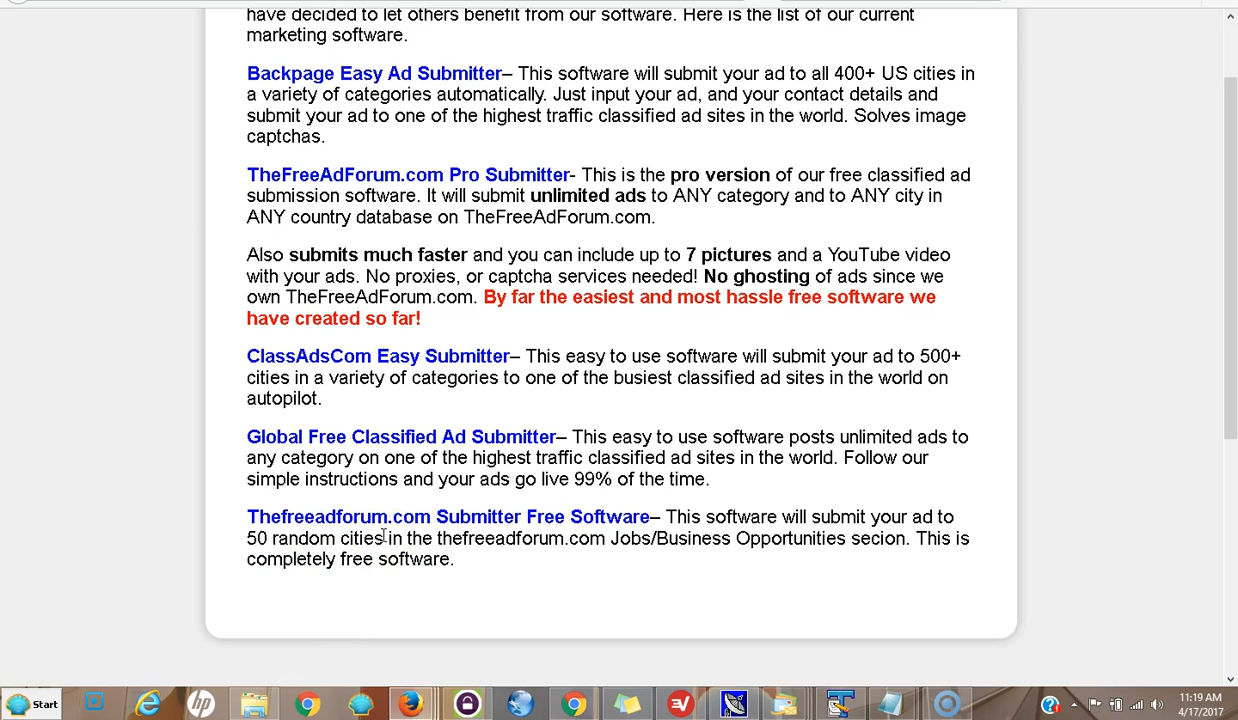 have decided to let others benefit from our software. Here is the list of our current
marketing software.
Backpage Easy Ad Submitter– This software will submit your ad to all 400+ US cities in
a variety of categories automatically. Just input your ad, and your contact details and
submit your ad to one of the highest traffic classified ad sites in the world. Solves image
captchas.
TheFreeAdForum.com Pro Submitter- This is the pro version of our free classified ad
submission software. It will submit unlimited ads to ANY category and to ANY city in
ANY country database on TheFreeAdForum.com.
Also submits much faster and you can include up to 7 pictures and a YouTube video
with your ads. No proxies, or captcha services needed! No ghosting of ads since we
own TheFreeAdForum.com. By far the easiest and most hassle free software we
have created so far!
ClassAdsCom Easy Submitter– This easy to use software will submit your ad to 500+
cities in a variety of categories to one of the busiest classified ad sites in the world on
autopilot.
Global Free Classified Ad Submitter– This easy to use software posts unlimited ads to
any category on one of the highest traffic classified ad sites in the world. Follow our
simple instructions and your ads go live 99% of the time.
Thefreeadforum.com Submitter Free Software– This software will submit your ad to
50 random cities in the thefreeadforum.com Jobs/Business Opportunities secion. This is
completely free software.
Start
hp
11:19 AM
4/17/2017